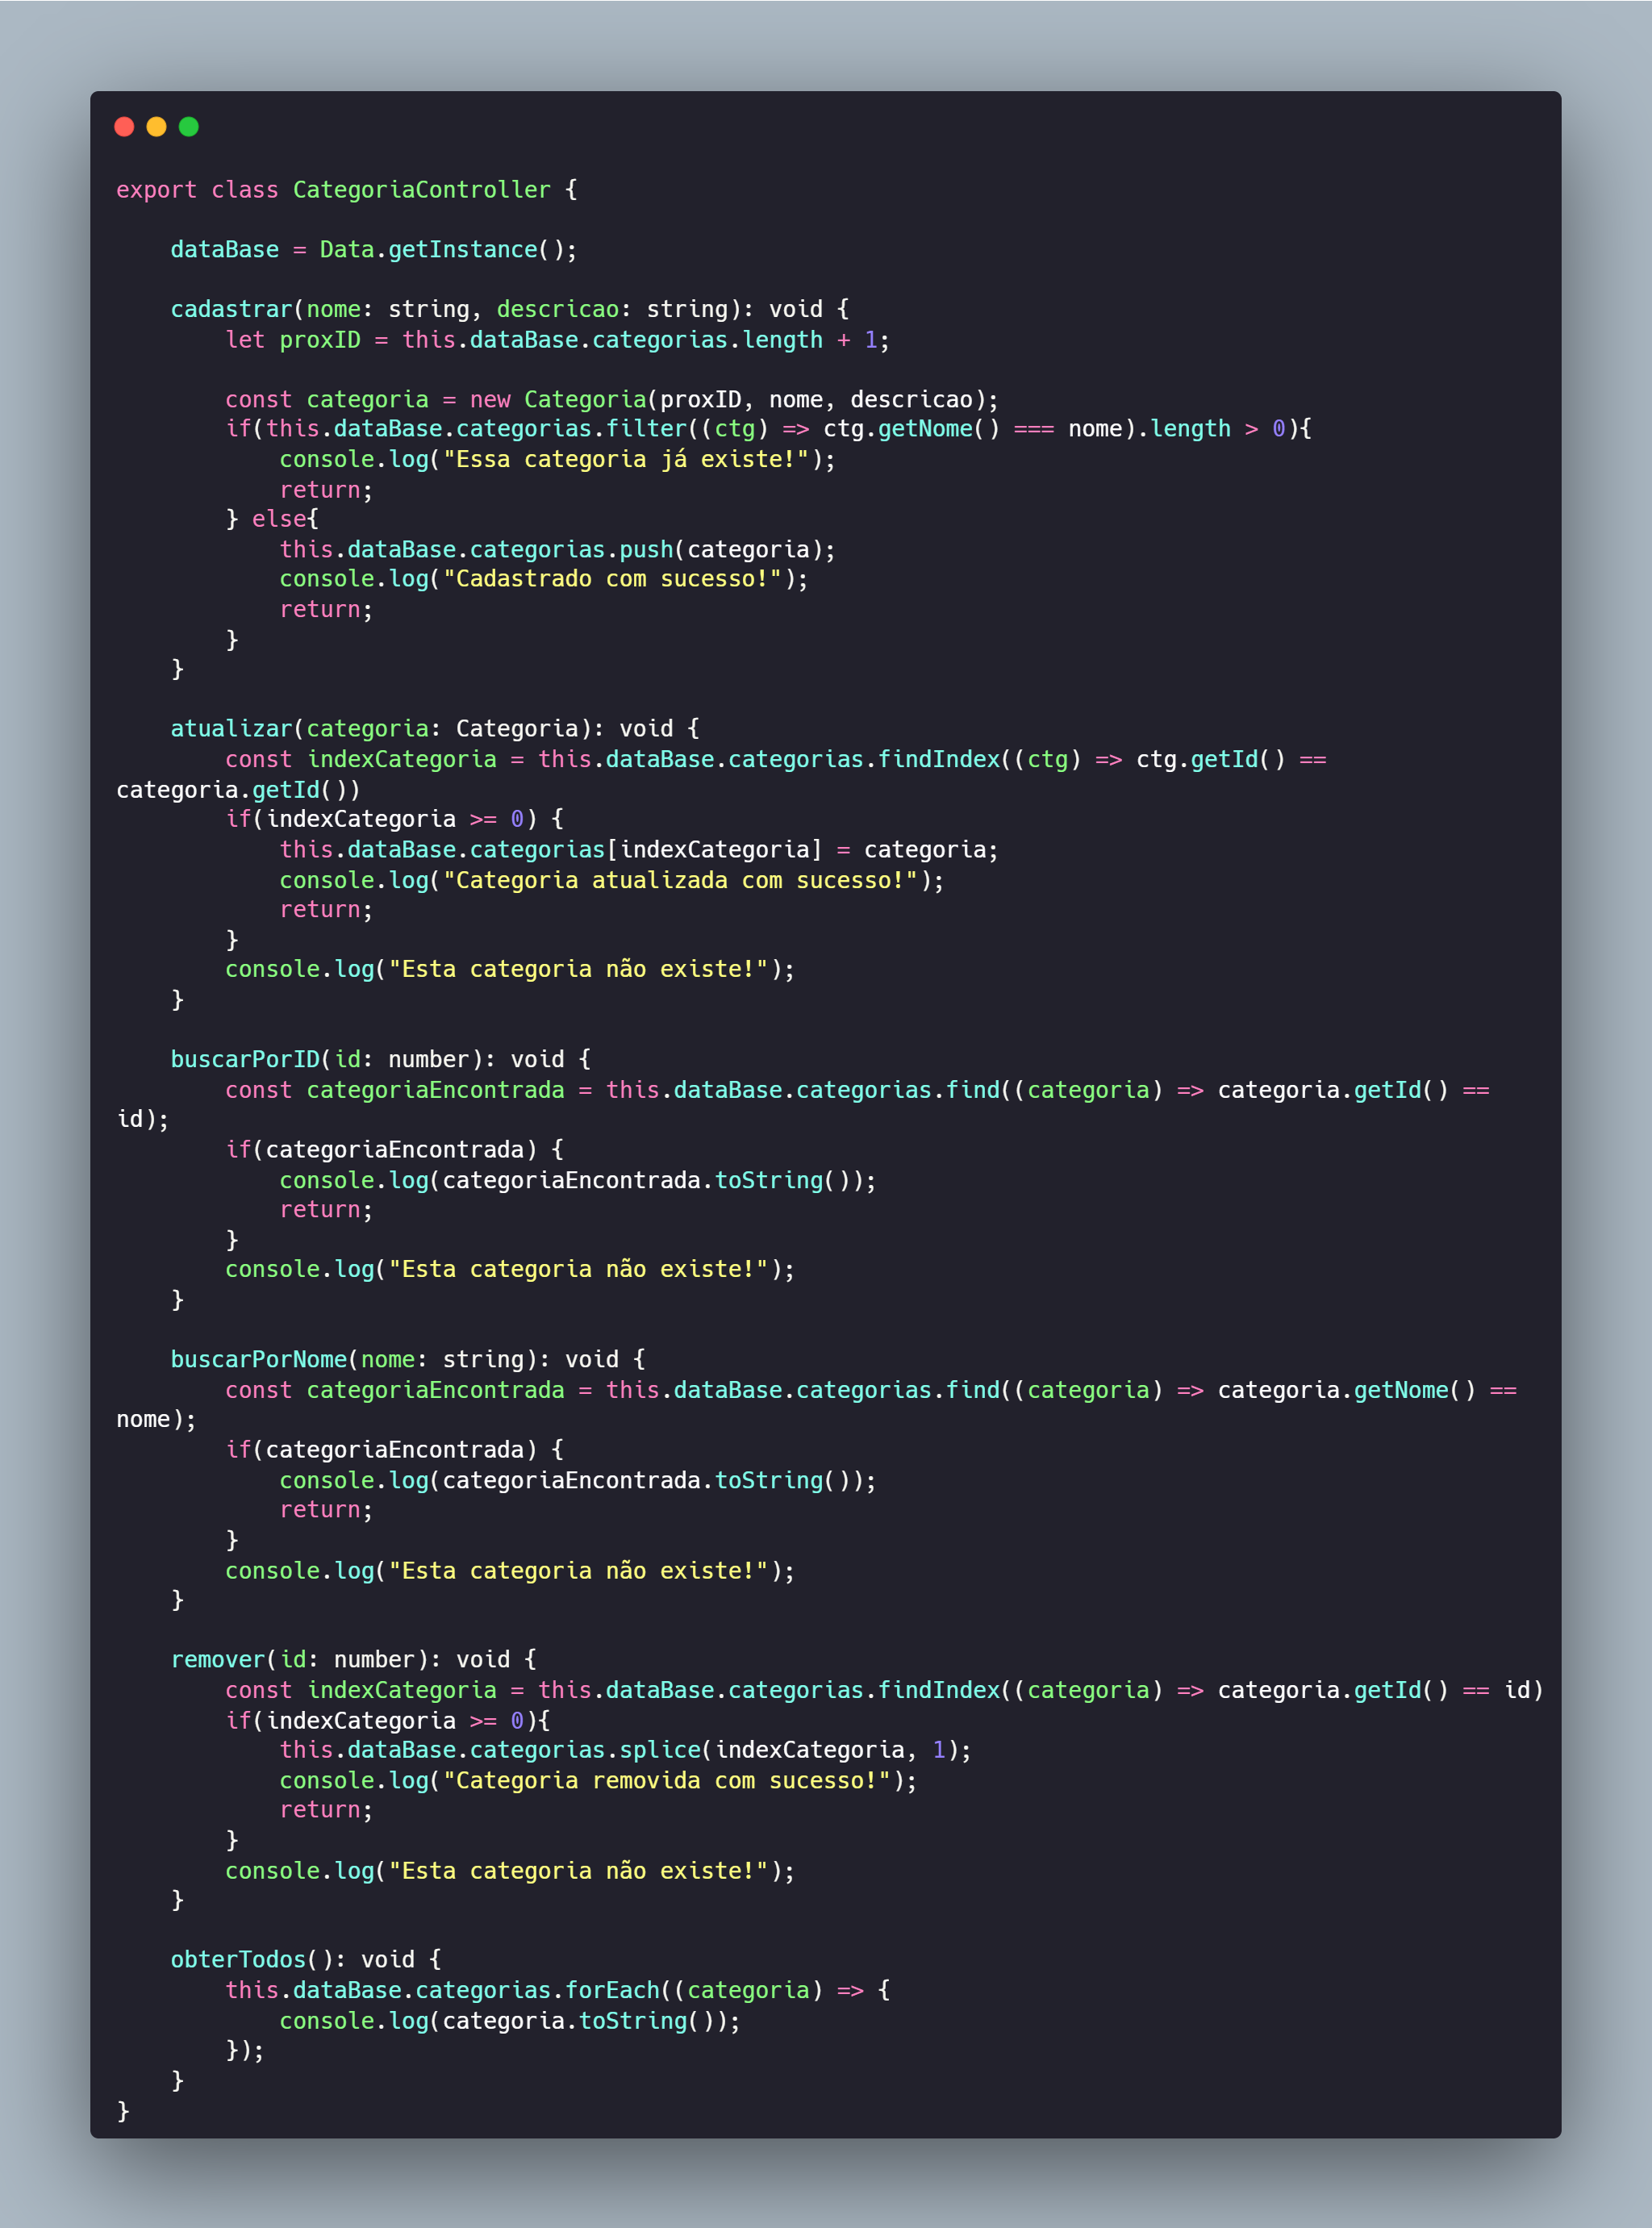 export class CategoriaController {
dataBase = Data.getInstance();
cadastrar(nome: string, descricao: string): void {
let proxID = this.dataBase.categorias.length + 1;
const categoria = new Categoria(proxID, nome, descricao);
if(this.dataBase.categorias.filter((ctg) => ctg.getNome() === nome).length > 0){
console.log("Essa categoria já existe!");
return;
} else{
this.dataBase.categorias.push(categoria);
console.log("Cadastrado com sucesso!");
return;
}
}
atualizar(categoria: Categoria): void {
const indexCategoria = this.dataBase.categorias.findIndex((ctg) => ctg.getId() ==
categoria.getId())
if(indexCategoria >= 0) {
this.dataBase.categorias[indexCategoria] = categoria;
console.log("Categoria atualizada com sucesso!");
return;
}
console.log("Esta categoria não existe!");
}
buscarPorID(id: number): void {
const categoriaEncontrada = this.dataBase.categorias.find((categoria) => categoria.getId() ==
id);
if(categoriaEncontrada) {
console.log(categoriaEncontrada.toString());
return;
}
console.log("Esta categoria não existe!");
}
buscarPorNome(nome: string): void {
const categoriaEncontrada = this.dataBase.categorias.find((categoria) => categoria.getNome() ==
nome);
if(categoriaEncontrada) {
console.log(categoriaEncontrada.toString());
return;
}
console.log("Esta categoria não existe!");
}
remover(id: number): void {
const indexCategoria = this.dataBase.categorias.findIndex((categoria) => categoria.getId() == id)
if(indexCategoria >= 0){
this.dataBase.categorias.splice(indexCategoria, 1);
console.log("Categoria removida com sucesso!");
return;
}
console.log("Esta categoria não existe!");
}
obterTodos(): void {
this.dataBase.categorias.forEach((categoria) => {
console.log(categoria.toString());
});
}
}